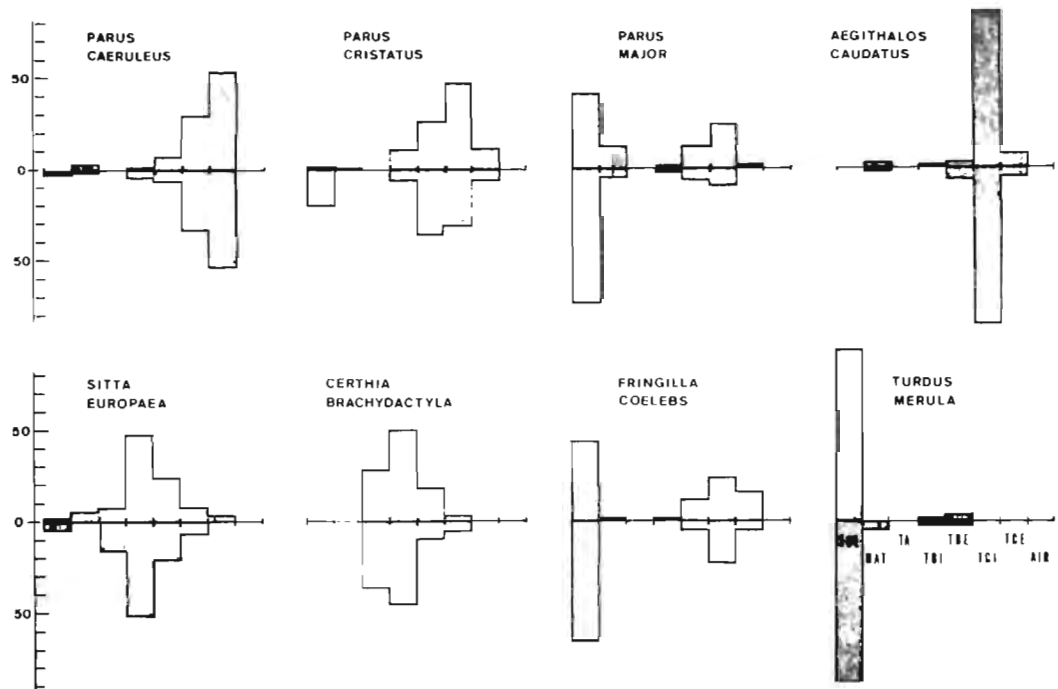 PARUS
CAERULEUS
PARUS
CRISTATUS
PARUS
MAJOR
AEGITHALOS
CAUDATUS
50
0
50
SITTA
EUROPAEA
CERTHIA
BRACHYDACTYLA
FRINGILLA
COELEBS
TURDUS
MERULA
50
0
50
TA TBE TCE
TBI TCI AIR